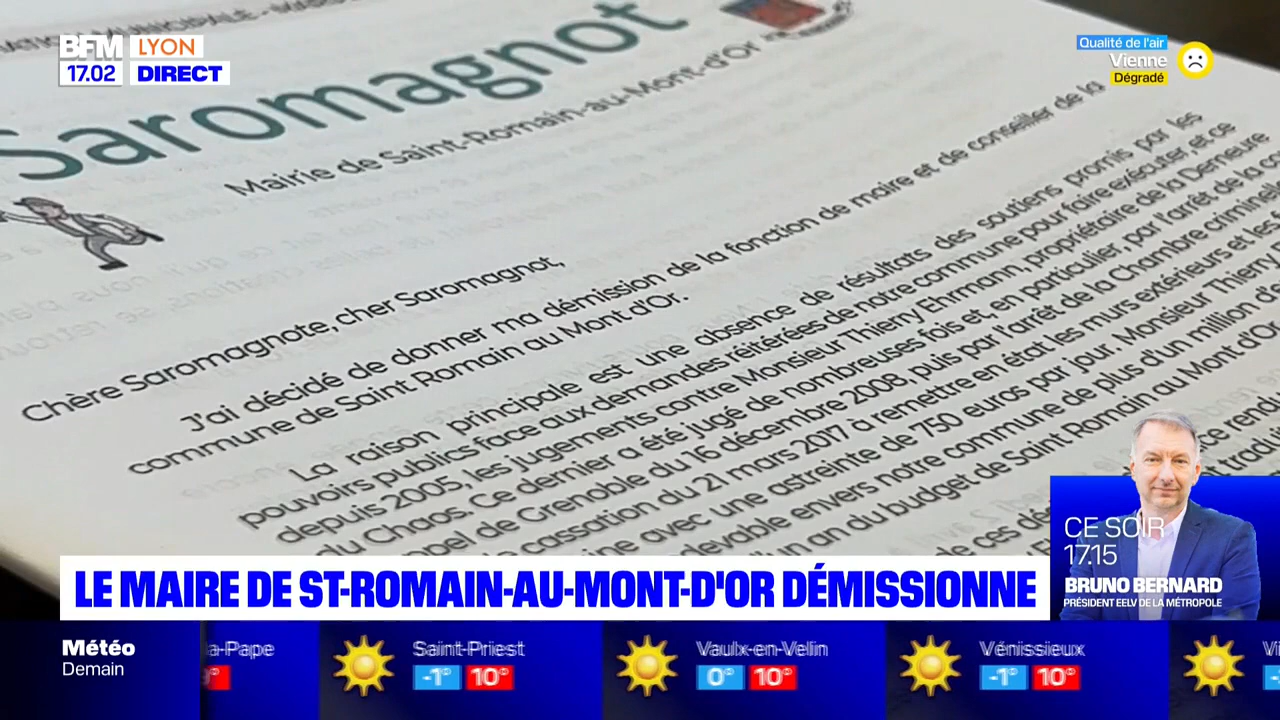 BFM LYON
17.02 DIRECT
Qualité de l'air
Vienne
Dégradé
Saromagnot
Mairie de Saint-Romain-au-Mont-d'Or
Chère Saromagnote, cher Saromagnot,
J'ai décidé de donner ma démission de la fonction de maire et de conseiller de la
commune de Saint Romain au Mont d'Or.
La raison principale est une absence de résultats des soutiens promis par les
pouvoirs publics face aux demandes réitérées de notre commune pour faire exécuter, et ce
depuis 2005, les jugements contre Monsieur Thierry Ehrmann, propriétaire de la Demeure
du Chaos. Ce dernier a été jugé de nombreuses fois et, en particulier, par l'arrêt de la
de Grenoble du 16 décembre 2008, puis par l'arrêt de la Chambre criminelle
cassation du 21 mars 2017 à remettre en état les murs extérieurs et les
avec une astreinte de 750 euros par jour. Monsieur Thierry
envers notre commune de plus d'un million
un an du budget de Saint Romain au Mont d'Or
CE SOIR
17.15
BRUNO BERNARD
PRÉSIDENT EELV DE LA MÉTROPOLE
LE MAIRE DE ST-ROMAIN-AU-MONT-D'OR DÉMISSIONNE
Météo
Demain
la-Pape
Saint-Priest
-1° 10°
Vaulx-en-Velin
0° 10°
Vénissieux
-1° 10°